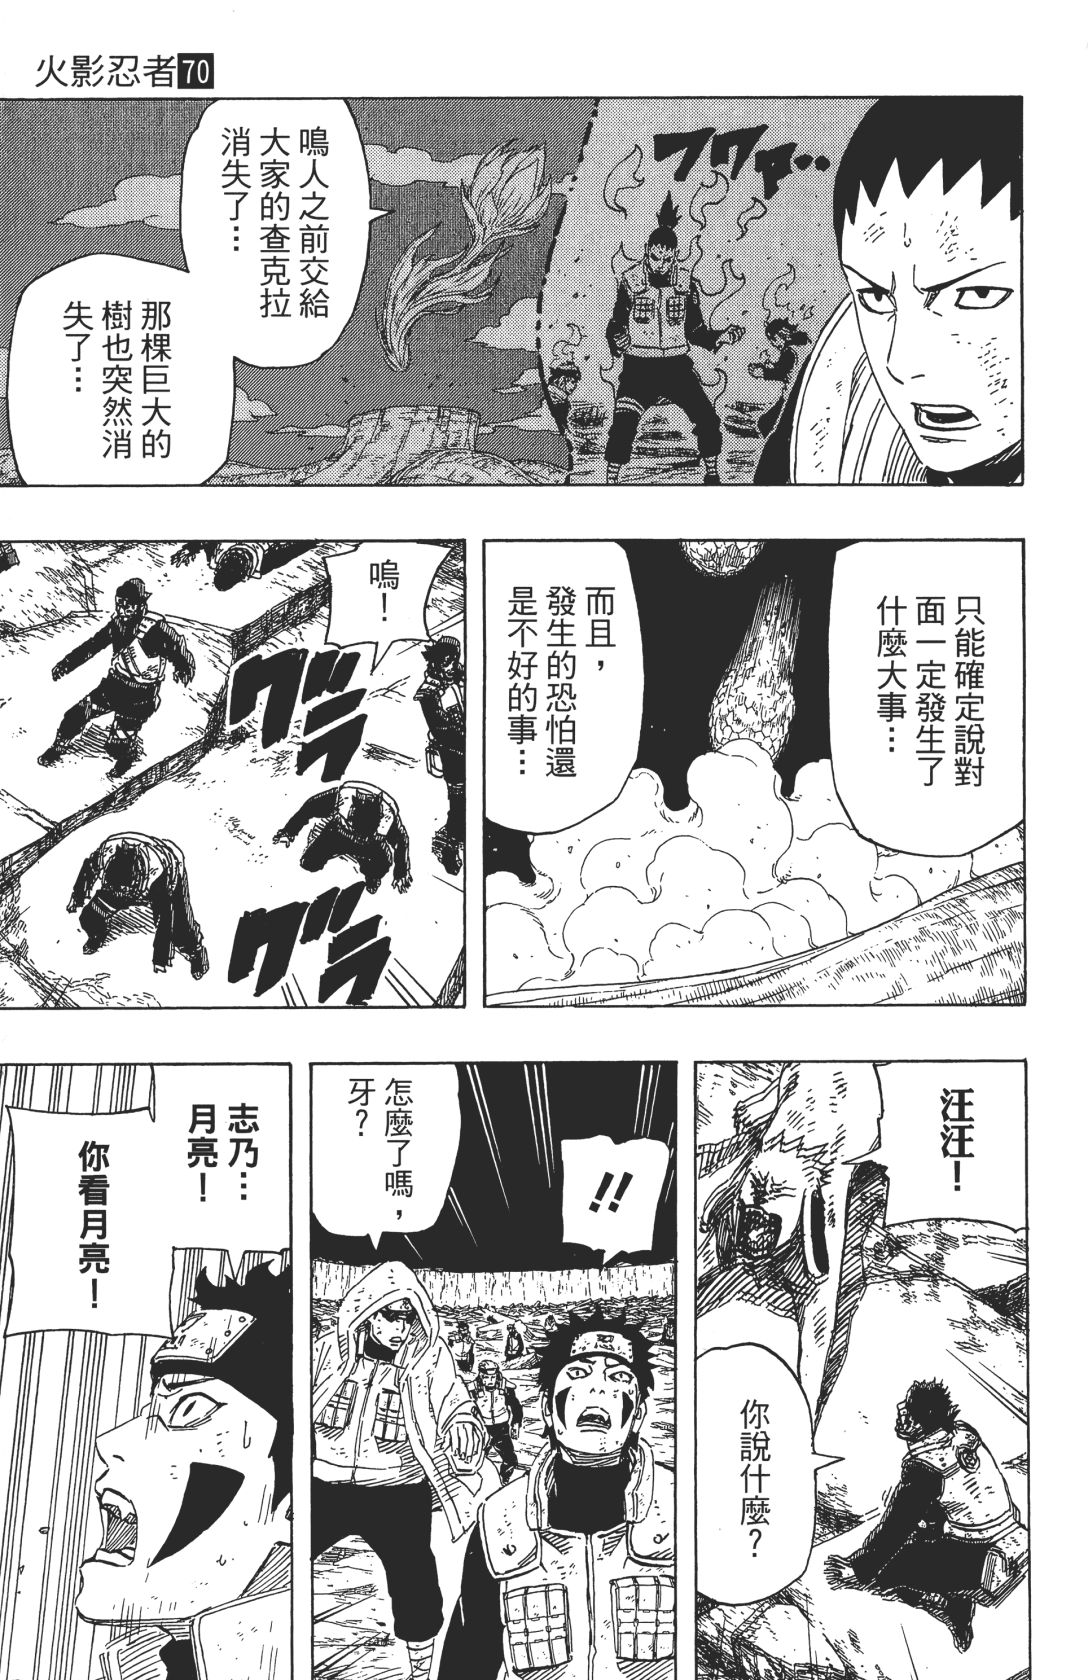 火影忍者70
フワァ‥
鳴人之前交給
大家的查克拉
消失了…
那棵巨大的
樹也突然消
失了…
只能確定說對
面一定發生了
什麼大事…
而且，
發生的恐怕還
是不好的事…
嗚！
グラ
グラ
汪汪！
你說什麼？
!!
怎麼了嗎，
牙？
志乃…
月亮！
你看月亮！